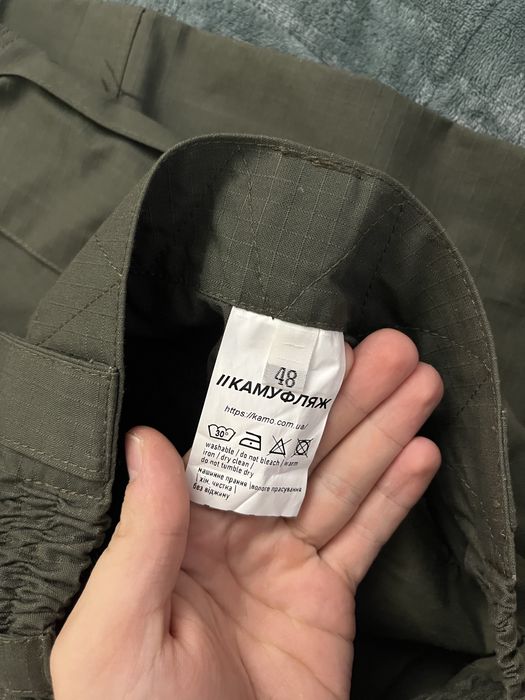 48
//КАМУФЛЯЖ
https://kamo.com.ua/
30°
washable / do not bleach / warm
iron / dry clean /
do not tumble dry
машинне прання | вологе прасування
| хім. чистка |
без віджиму